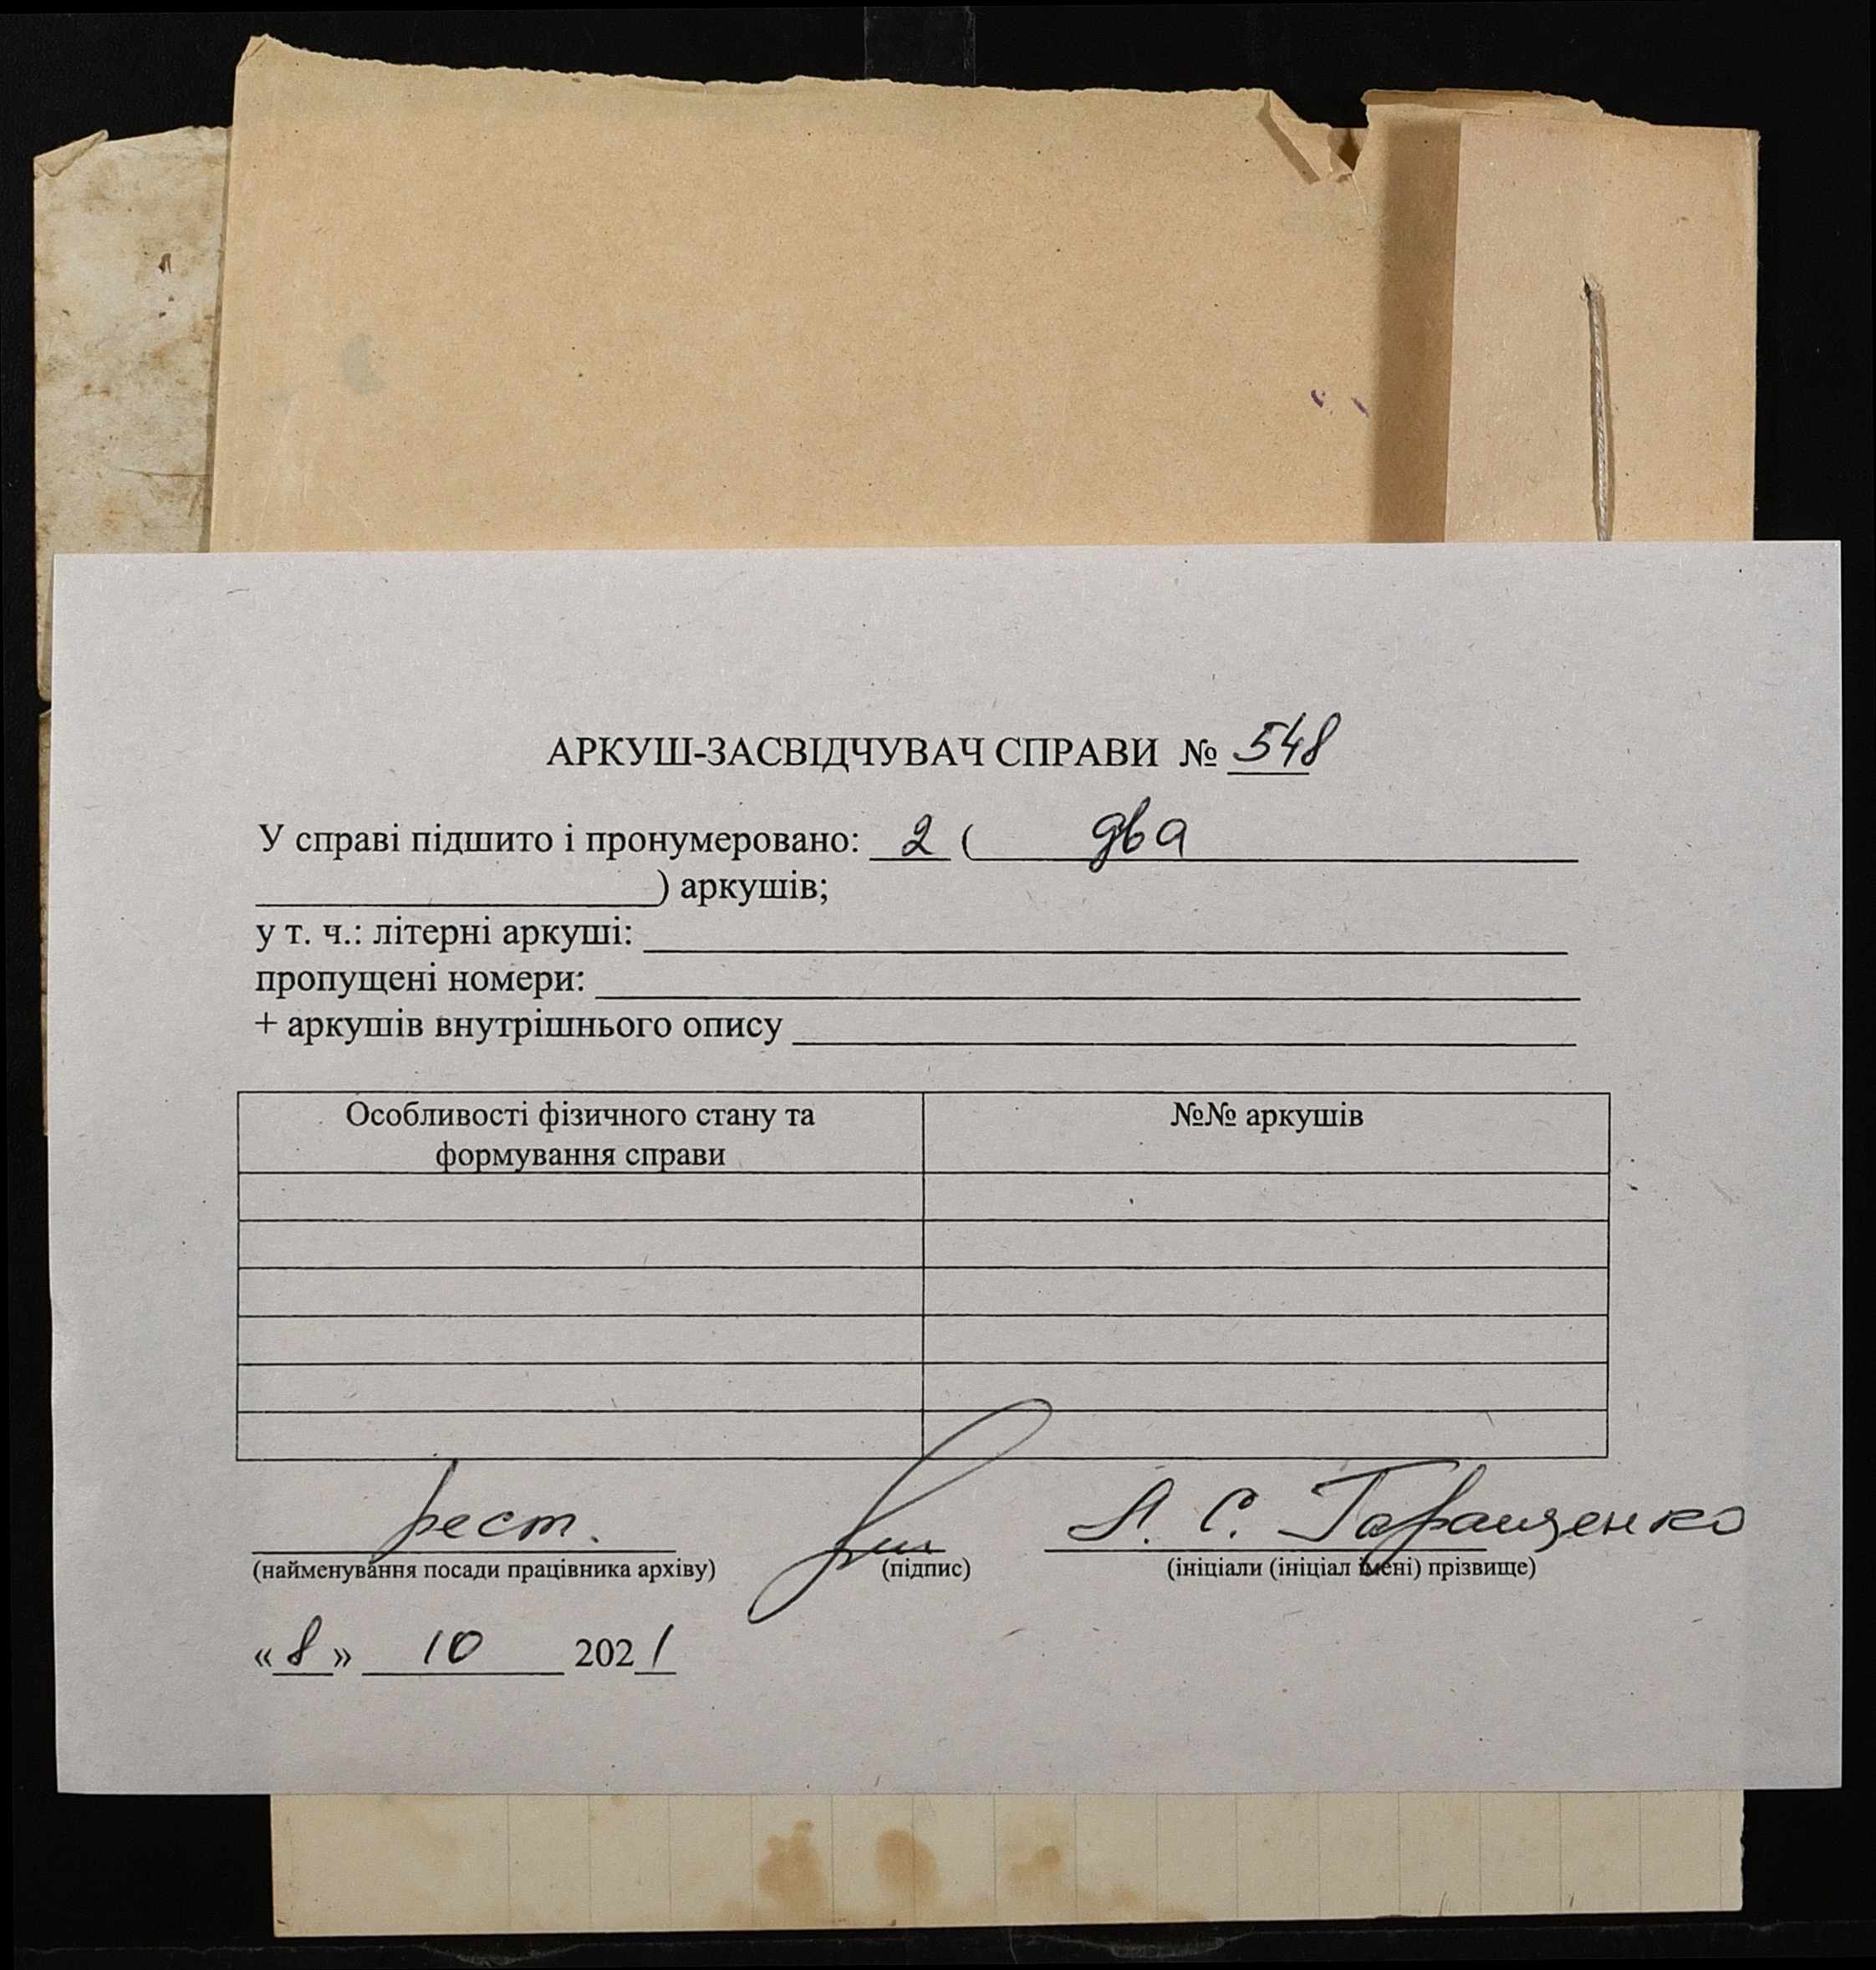 АРКУШ-ЗАСВІДЧУВАЧ СПРАВИ № 548
У справі підшито і пронумеровано: 2 ( два
) аркушів;
у т. ч.: літерні аркуші:
пропущені номери:
+ аркушів внутрішнього опису
Особливості фізичного стану та
формування справи
№№ аркушів
рест. Л. С. Гаращенко
(найменування посади працівника архіву) (підпис) (ініціали (ініціал імені) прізвище)
«8» 10 2021